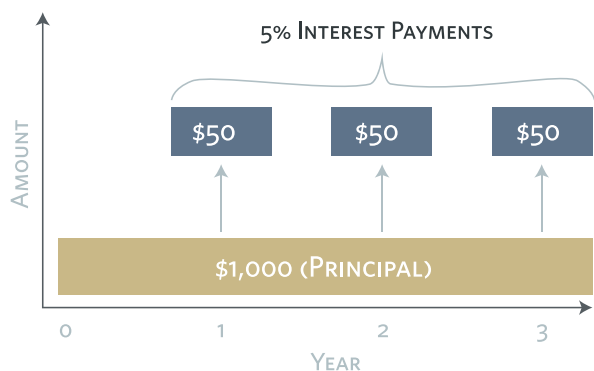 5% Interest Payments
$50 $50 $50
Amount
$1,000 (Principal)
0 1 2 3
Year